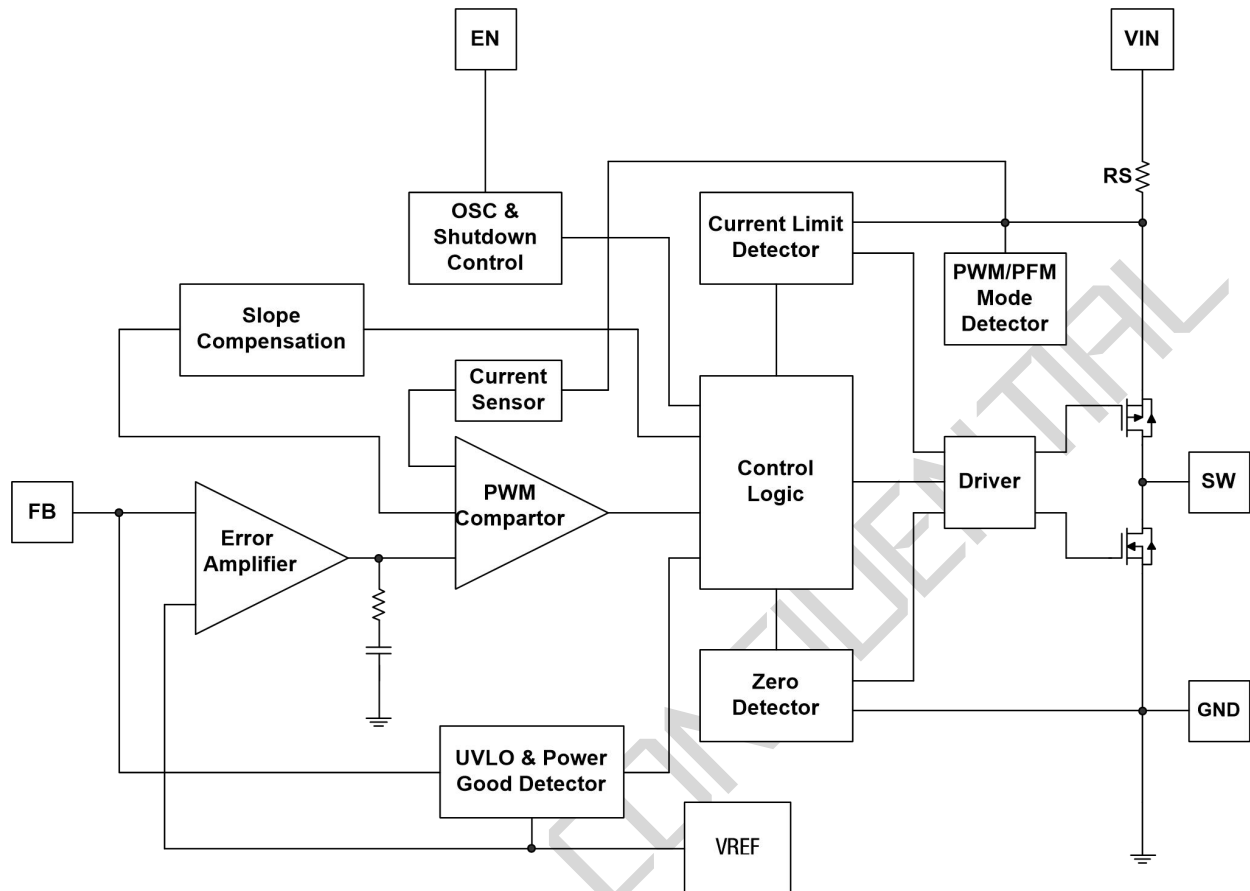 EN
VIN
RS
OSC &
Shutdown
Control
Current Limit
Detector
PWM/PFM
Mode
Detector
Slope
Compensation
Current
Sensor
FB
Error
Amplifier
PWM
Compartor
Control
Logic
Driver
SW
Zero
Detector
GND
UVLO & Power
Good Detector
VREF
CONFIDENTIAL